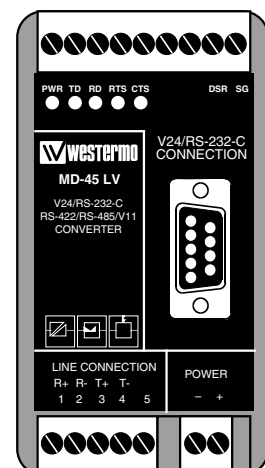 PWR TD RD RTS CTS DSR SG
Westermo
MD-45 LV
V24/RS-232-C
RS-422/RS-485/V11
CONVERTER
V24/RS-232-C
CONNECTION
LINE CONNECTION
R+ R- T+ T-
1 2 3 4 5
POWER
– +